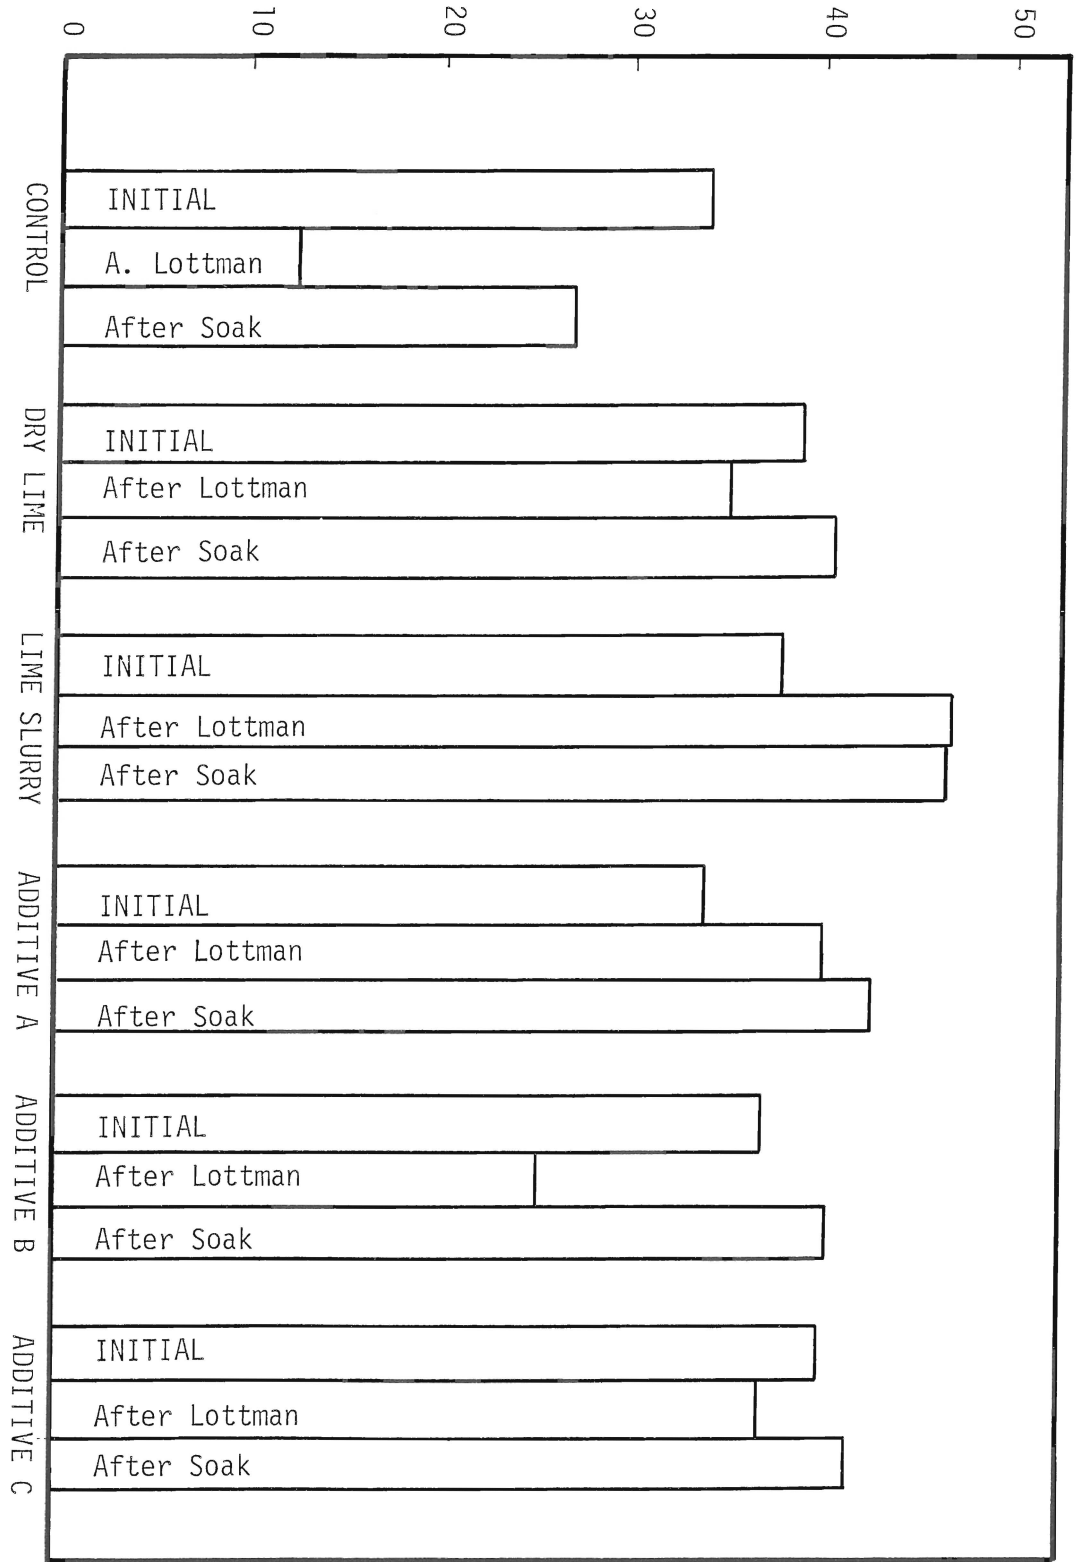 0
10
20
30
40
50
CONTROL
INITIAL
A. Lottman
After Soak
DRY LIME
INITIAL
After Lottman
After Soak
LIME SLURRY
INITIAL
After Lottman
After Soak
ADDITIVE A
INITIAL
After Lottman
After Soak
ADDITIVE B
INITIAL
After Lottman
After Soak
ADDITIVE C
INITIAL
After Lottman
After Soak